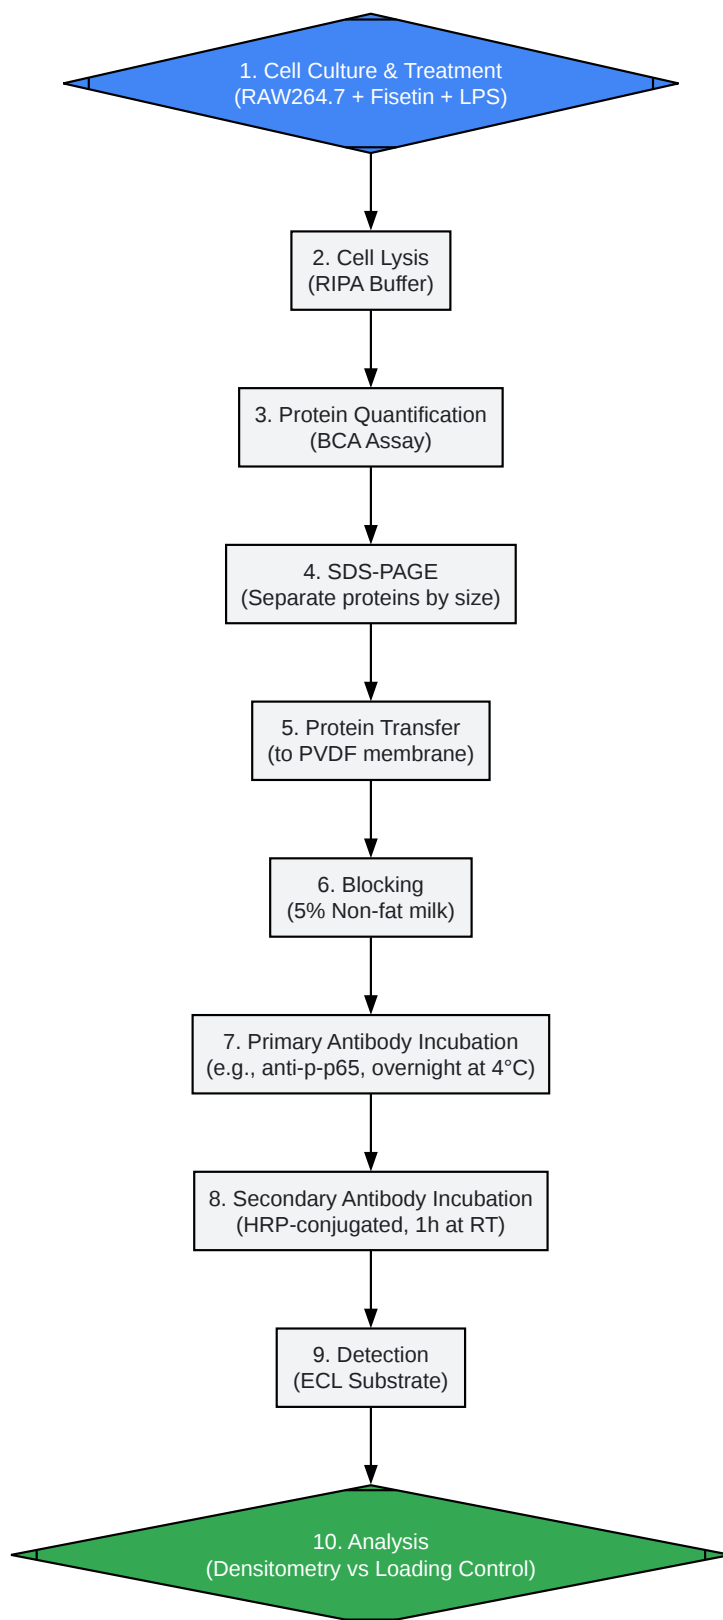 1. Cell Culture & Treatment
(RAW264.7 + Fisetin + LPS)
2. Cell Lysis
(RIPA Buffer)
3. Protein Quantification
(BCA Assay)
4. SDS-PAGE
(Separate proteins by size)
5. Protein Transfer
(to PVDF membrane)
6. Blocking
(5% Non-fat milk)
7. Primary Antibody Incubation
(e.g., anti-p-p65, overnight at 4°C)
8. Secondary Antibody Incubation
(HRP-conjugated, 1h at RT)
9. Detection
(ECL Substrate)
10. Analysis
(Densitometry vs Loading Control)